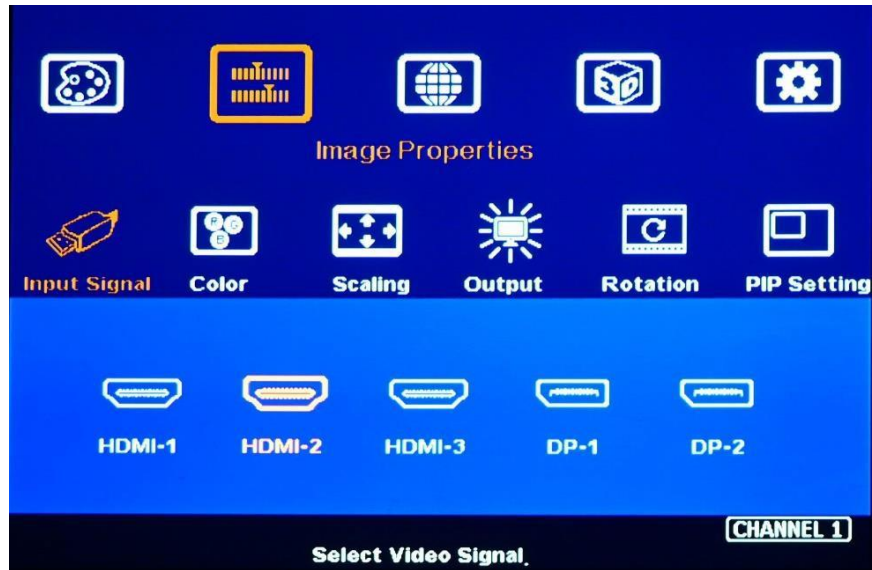 3D
Image Properties
R G
B
Input Signal Color Scaling Output Rotation PIP Setting
HDMI-1 HDMI-2 HDMI-3 DP-1 DP-2
CHANNEL 1
Select Video Signal.